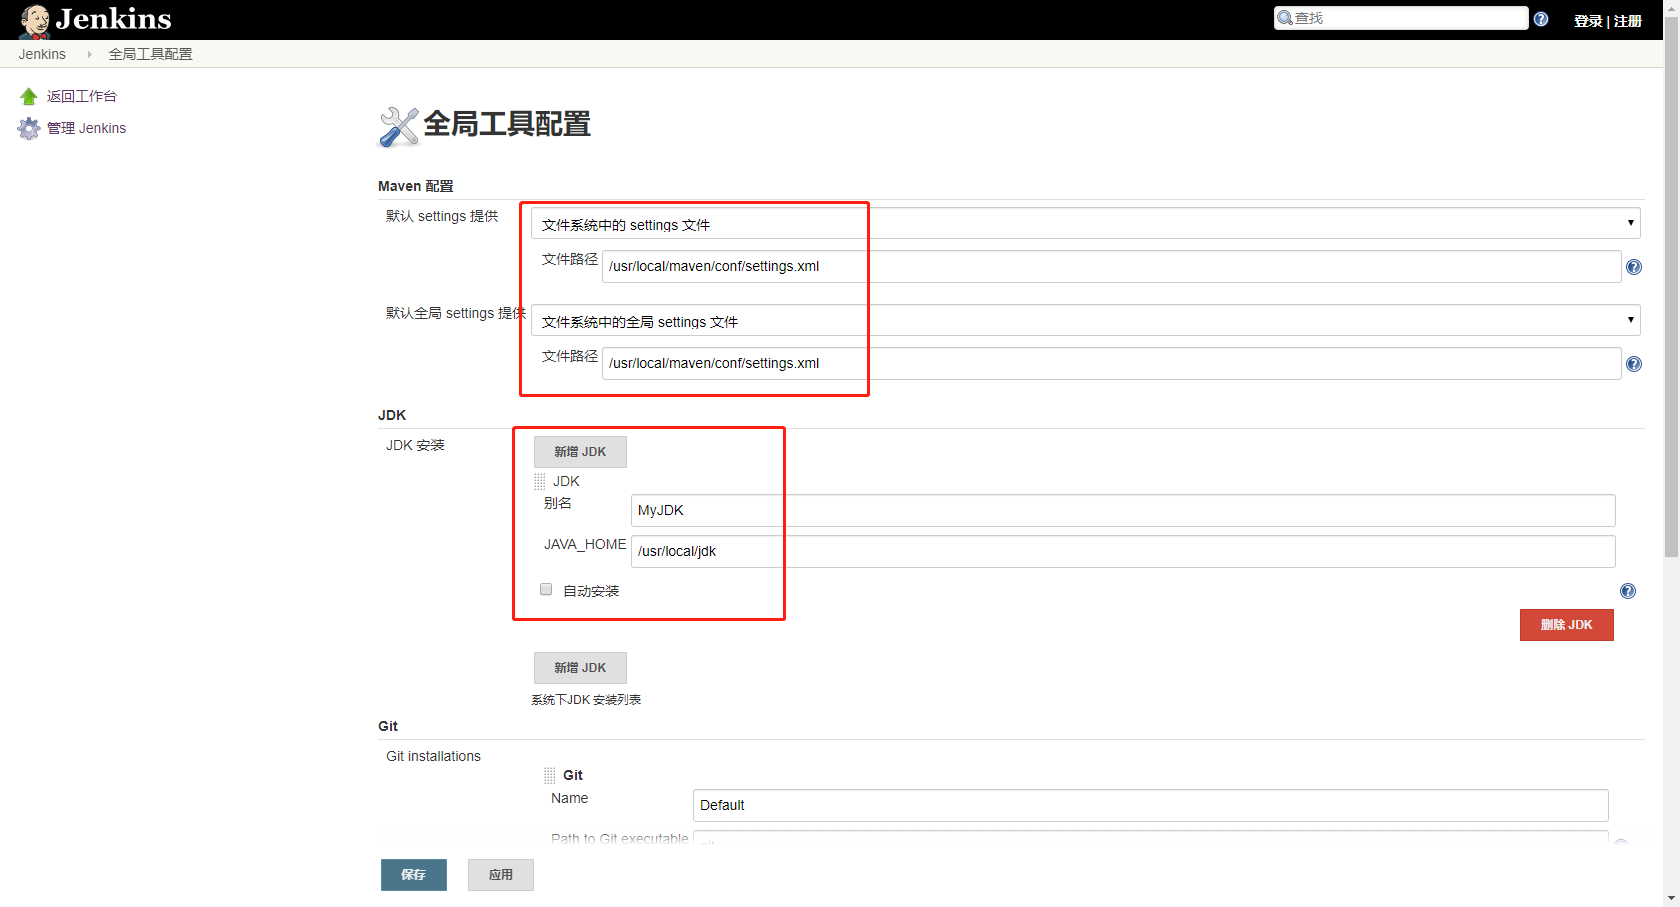 Jenkins
查找
登录 | 注册
Jenkins
全局工具配置
返回工作台
管理 Jenkins
全局工具配置
Maven 配置
默认 settings 提供
文件系统中的 settings 文件
文件路径
/usr/local/maven/conf/settings.xml
默认全局 settings 提供
文件系统中的全局 settings 文件
文件路径
/usr/local/maven/conf/settings.xml
JDK
JDK 安装
新增 JDK
JDK
别名
MyJDK
JAVA_HOME
/usr/local/jdk
自动安装
删除 JDK
新增 JDK
系统下JDK 安装列表
Git
Git installations
Git
Name
Default
Path to Git executable
保存
应用